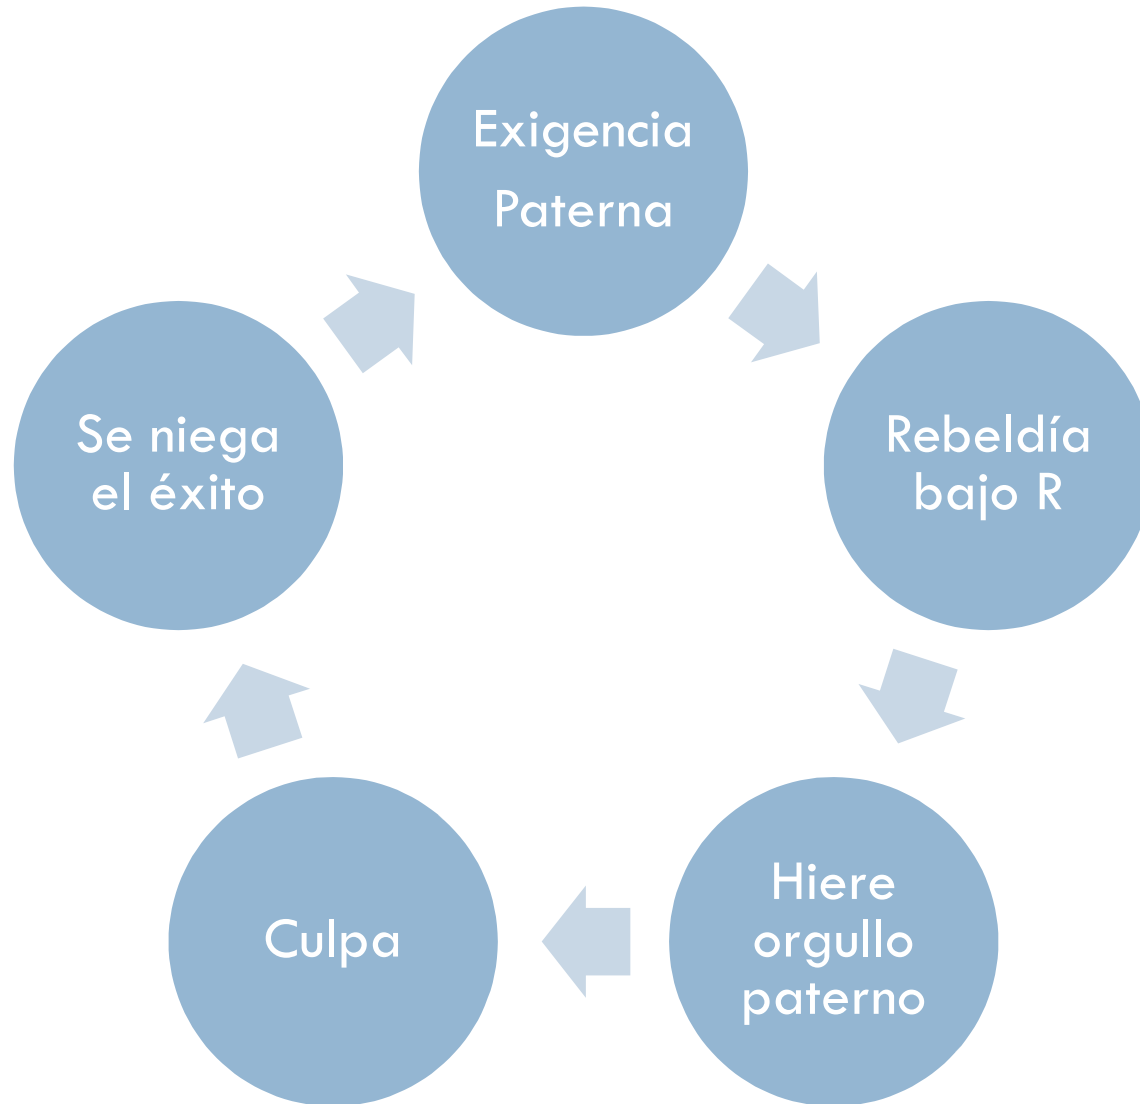 Exigencia
Paterna
Rebeldía
bajo R
Hiere
orgullo
paterno
Culpa
Se niega
el éxito